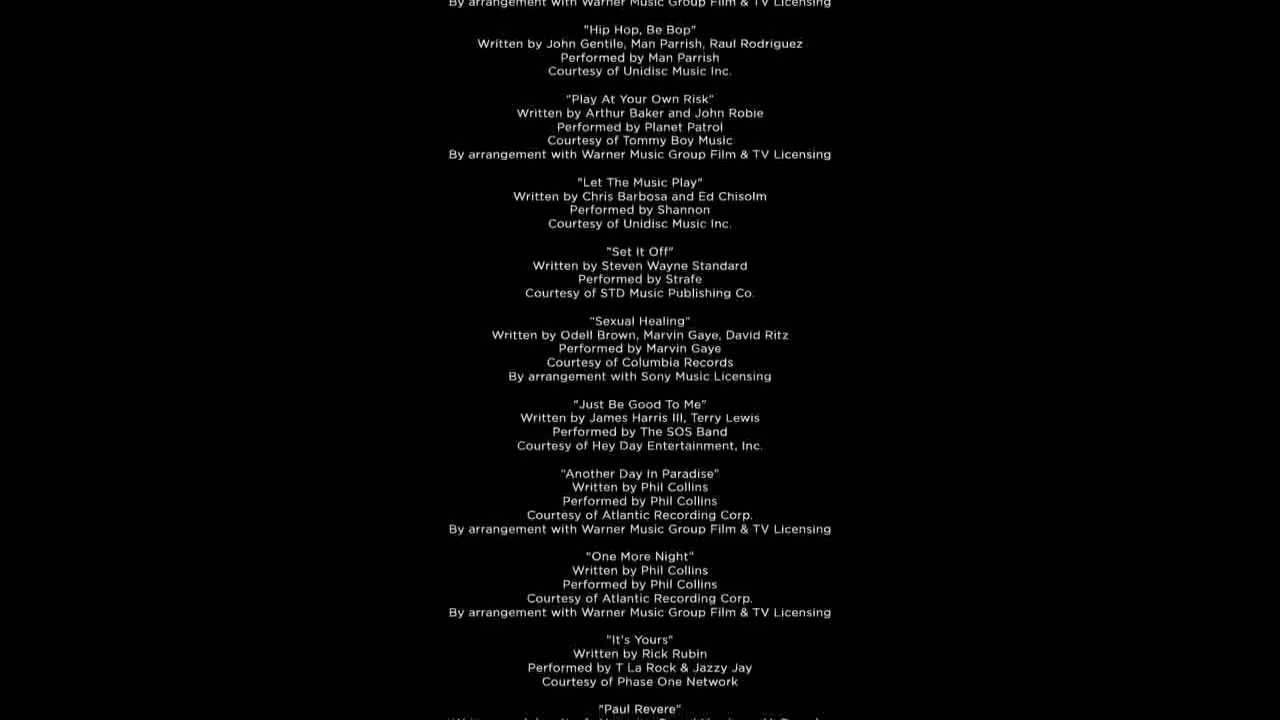 By arrangement with Warner Music Group Film & TV Licensing
"Hip Hop, Be Bop"
Written by John Gentile, Man Parrish, Raul Rodriguez
Performed by Man Parrish
Courtesy of Unidisc Music Inc.
"Play At Your Own Risk"
Written by Arthur Baker and John Robie
Performed by Planet Patrol
Courtesy of Tommy Boy Music
By arrangement with Warner Music Group Film & TV Licensing
"Let The Music Play"
Written by Chris Barbosa and Ed Chisolm
Performed by Shannon
Courtesy of Unidisc Music Inc.
"Set It Off"
Written by Steven Wayne Standard
Performed by Strafe
Courtesy of STD Music Publishing Co.
"Sexual Healing"
Written by Odell Brown, Marvin Gaye, David Ritz
Performed by Marvin Gaye
Courtesy of Columbia Records
By arrangement with Sony Music Licensing
"Just Be Good To Me"
Written by James Harris III, Terry Lewis
Performed by The SOS Band
Courtesy of Hey Day Entertainment, Inc.
"Another Day In Paradise"
Written by Phil Collins
Performed by Phil Collins
Courtesy of Atlantic Recording Corp.
By arrangement with Warner Music Group Film & TV Licensing
"One More Night"
Written by Phil Collins
Performed by Phil Collins
Courtesy of Atlantic Recording Corp.
By arrangement with Warner Music Group Film & TV Licensing
"It's Yours"
Written by Rick Rubin
Performed by T La Rock & Jazzy Jay
Courtesy of Phase One Network
"Paul Revere"